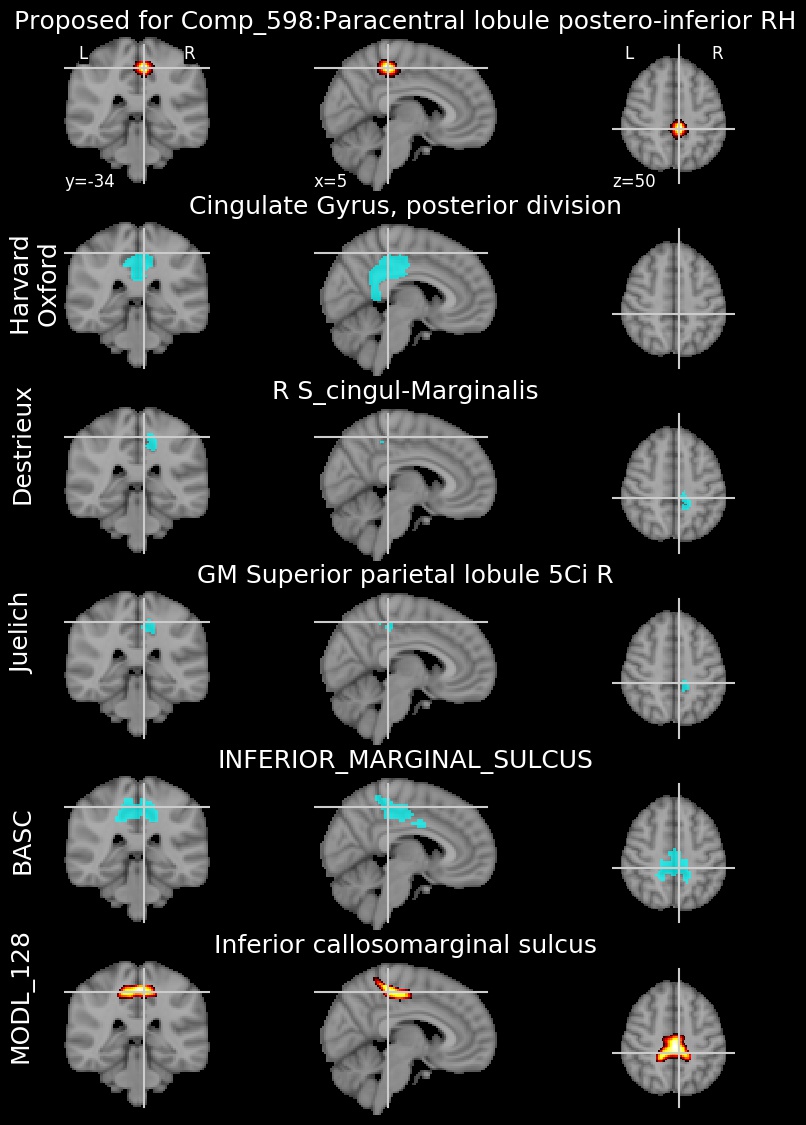 Proposed for Comp_598:Paracentral lobule postero-inferior RH
L R L R
y=-34 x=5 z=50
Cingulate Gyrus, posterior division
Harvard
Oxford
R S_cingul-Marginalis
Destrieux
GM Superior parietal lobule 5Ci R
Juelich
INFERIOR_MARGINAL_SULCUS
BASC
Inferior callosomarginal sulcus
MODL_128